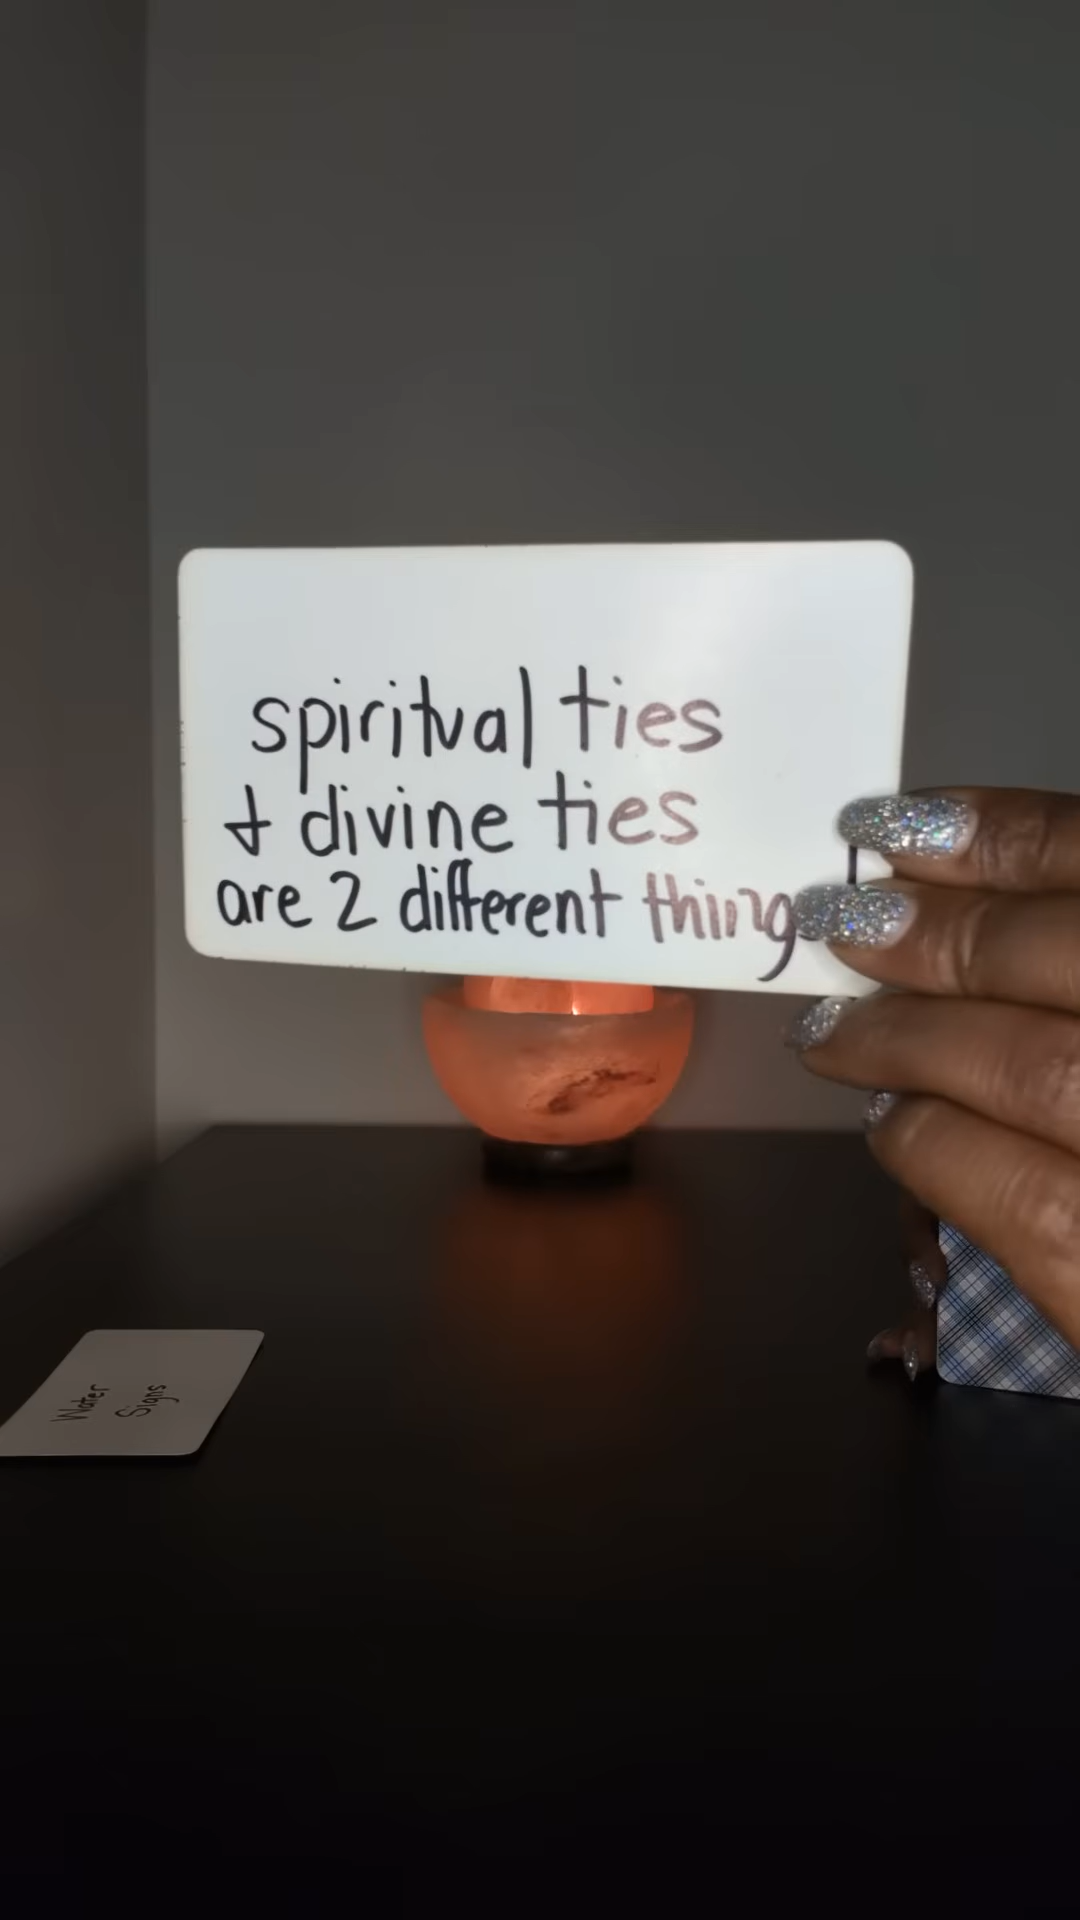 spiritual ties
+ divine ties
are 2 different thing
Water
Signs